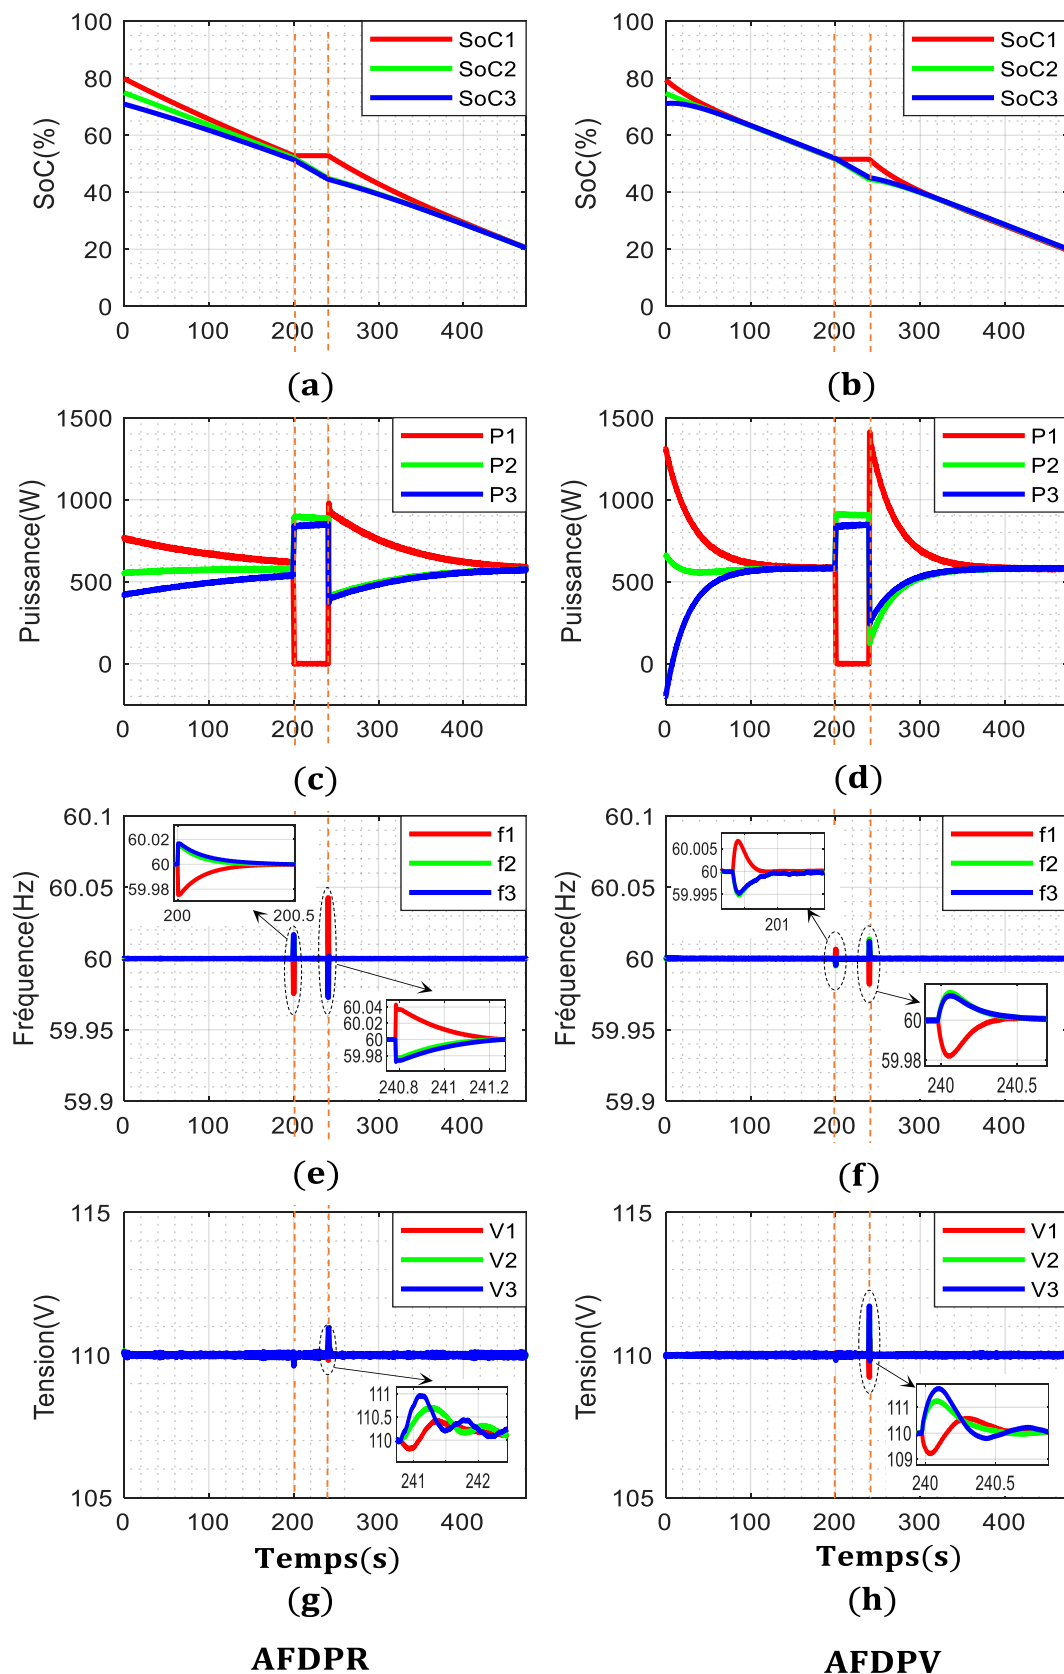 100
80
60
40
20
0
SoC(%)
SoC1
SoC2
SoC3
0 100 200 300 400
(a)
100
80
60
40
20
0
SoC(%)
SoC1
SoC2
SoC3
0 100 200 300 400
(b)
1500
1000
500
0
Puissance(W)
P1
P2
P3
0 100 200 300 400
(c)
1500
1000
500
0
Puissance(W)
P1
P2
P3
0 100 200 300 400
(d)
60.1
60.05
60
59.95
59.9
Fréquence(Hz)
f1
f2
f3
60.02
60
59.98
200 200.5
60.04
60.02
60
59.98
240.8 241 241.2
0 100 200 300 400
(e)
60.1
60.05
60
59.95
59.9
Fréquence(Hz)
f1
f2
f3
60.005
60
59.995
201
60
59.98
240 240.5
0 100 200 300 400
(f)
115
110
105
Tension(V)
V1
V2
V3
111
110.5
110
241 242
0 100 200 300 400
Temps(s)
(g)
115
110
105
Tension(V)
V1
V2
V3
111
110
109
240 240.5
0 100 200 300 400
Temps(s)
(h)
AFDPR
AFDPV